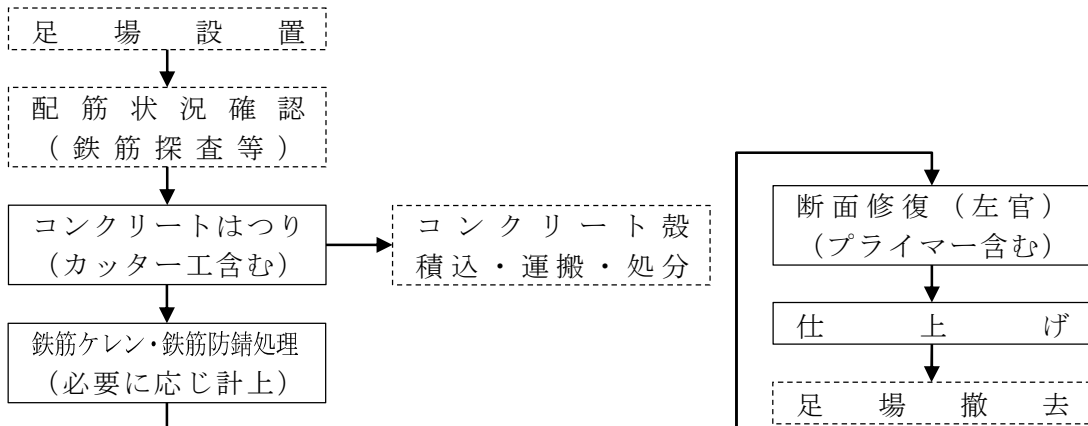 足場設置
配筋状況確認
(鉄筋探査等)
コンクリートはつり
(カッター工含む)
コンクリート殻
積込・運搬・処分
鉄筋ケレン・鉄筋防錆処理
(必要に応じ計上)
断面修復(左官)
(プライマー含む)
仕上げ
足場撤去